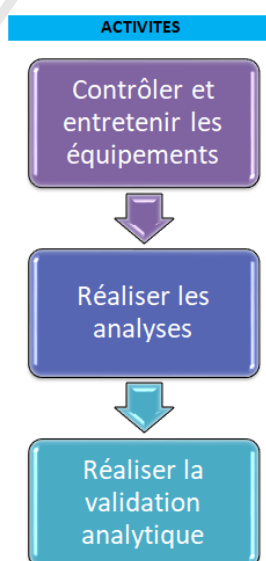 ACTIVITES
Contrôler et
entretenir les
équipements
Réaliser les
analyses
Réaliser la
validation
analytique